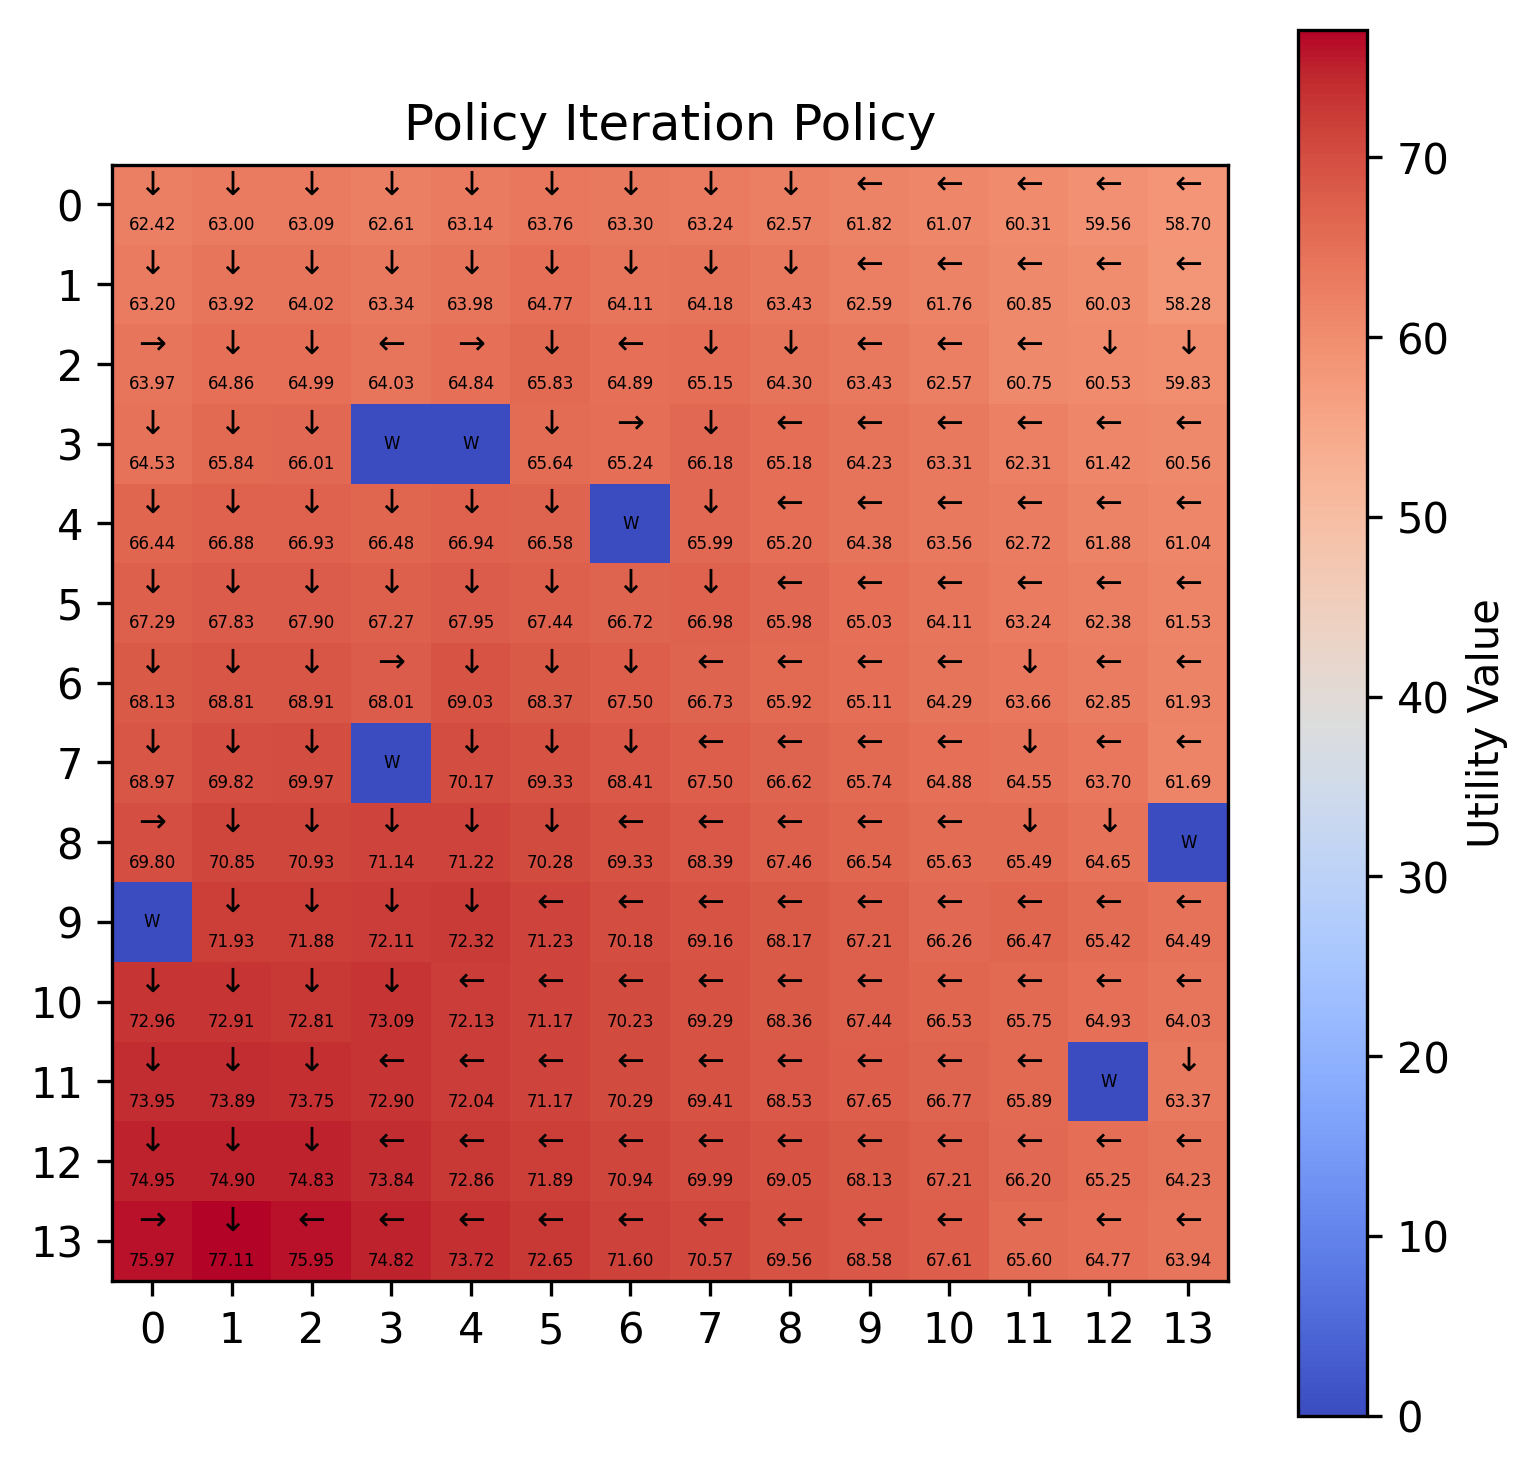 Policy Iteration Policy
0 ↓ ↓ ↓ ↓ ↓ ↓ ↓ ↓ ↓ ← ← ← ← ←
62.42 63.00 63.09 62.61 63.14 63.76 63.30 63.24 62.57 61.82 61.07 60.31 59.56 58.70
1 ↓ ↓ ↓ ↓ ↓ ↓ ↓ ↓ ↓ ← ← ← ← ←
63.20 63.92 64.02 63.34 63.98 64.77 64.11 64.18 63.43 62.59 61.76 60.85 60.03 58.28
2 → ↓ ↓ ← → ↓ ← ↓ ↓ ← ← ← ↓ ↓
63.97 64.86 64.99 64.03 64.84 65.83 64.89 65.15 64.30 63.43 62.57 60.75 60.53 59.83
3 ↓ ↓ ↓ W W ↓ → ↓ ← ← ← ← ← ←
64.53 65.84 66.01 65.64 65.24 66.18 65.18 64.23 63.31 62.31 61.42 60.56
4 ↓ ↓ ↓ ↓ ↓ ↓ W ↓ ← ← ← ← ← ←
66.44 66.88 66.93 66.48 66.94 66.58 65.99 65.20 64.38 63.56 62.72 61.88 61.04
5 ↓ ↓ ↓ ↓ ↓ ↓ ↓ ↓ ← ← ← ← ← ←
67.29 67.83 67.90 67.27 67.95 67.44 66.72 66.98 65.98 65.03 64.11 63.24 62.38 61.53
6 ↓ ↓ ↓ → ↓ ↓ ↓ ← ← ← ← ↓ ← ←
68.13 68.81 68.91 68.01 69.03 68.37 67.50 66.73 65.92 65.11 64.29 63.66 62.85 61.93
7 ↓ ↓ ↓ W ↓ ↓ ↓ ← ← ← ← ↓ ← ←
68.97 69.82 69.97 70.17 69.33 68.41 67.50 66.62 65.74 64.88 64.55 63.70 61.69
8 → ↓ ↓ ↓ ↓ ↓ ← ← ← ← ← ↓ ↓ W
69.80 70.85 70.93 71.14 71.22 70.28 69.33 68.39 67.46 66.54 65.63 65.49 64.65
9 W ↓ ↓ ↓ ↓ ← ← ← ← ← ← ← ← ←
71.93 71.88 72.11 72.32 71.23 70.18 69.16 68.17 67.21 66.26 66.47 65.42 64.49
10 ↓ ↓ ↓ ↓ ← ← ← ← ← ← ← ← ← ←
72.96 72.91 72.81 73.09 72.13 71.17 70.23 69.29 68.36 67.44 66.53 65.75 64.93 64.03
11 ↓ ↓ ↓ ← ← ← ← ← ← ← ← ← W ↓
73.95 73.89 73.75 72.90 72.04 71.17 70.29 69.41 68.53 67.65 66.77 65.89 63.37
12 ↓ ↓ ↓ ← ← ← ← ← ← ← ← ← ← ←
74.95 74.90 74.83 73.84 72.86 71.89 70.94 69.99 69.05 68.13 67.21 66.20 65.25 64.23
13 → ↓ ← ← ← ← ← ← ← ← ← ← ← ←
75.97 77.11 75.95 74.82 73.72 72.65 71.60 70.57 69.56 68.58 67.61 65.60 64.77 63.94
0 1 2 3 4 5 6 7 8 9 10 11 12 13
70
60
50
40
30
20
10
0
Utility Value